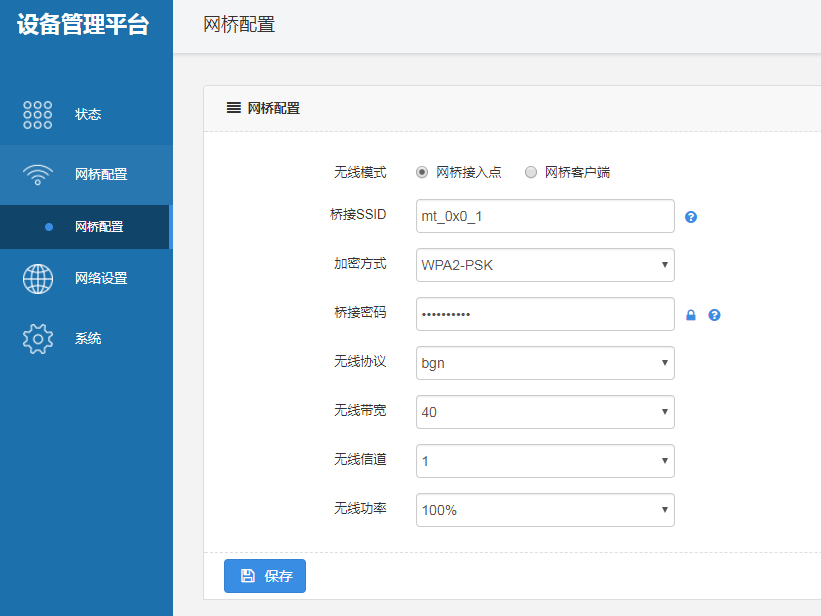 设备管理平台
网桥配置
状态
网桥配置
网桥配置
网络设置
系统
网桥配置
无线模式 网桥接入点 网桥客户端
桥接SSID mt_0x0_1
加密方式 WPA2-PSK
桥接密码 ••••••••••
无线协议 bgn
无线带宽 40
无线信道 1
无线功率 100%
保存